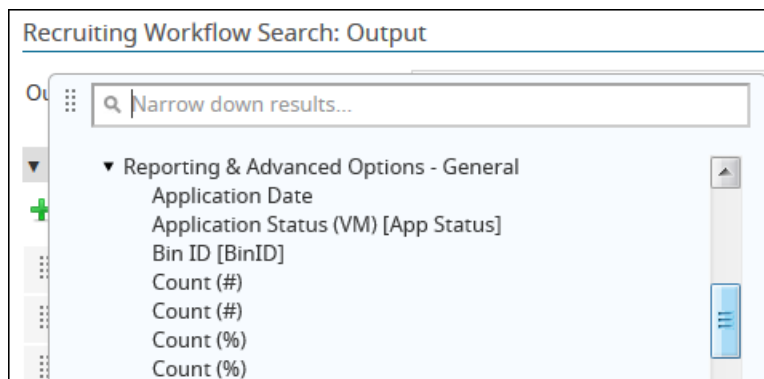 Recruiting Workflow Search: Output
Ou
Narrow down results...
Reporting & Advanced Options - General
Application Date
Application Status (VM) [App Status]
Bin ID [BinID]
Count (#)
Count (#)
Count (%)
Count (%)